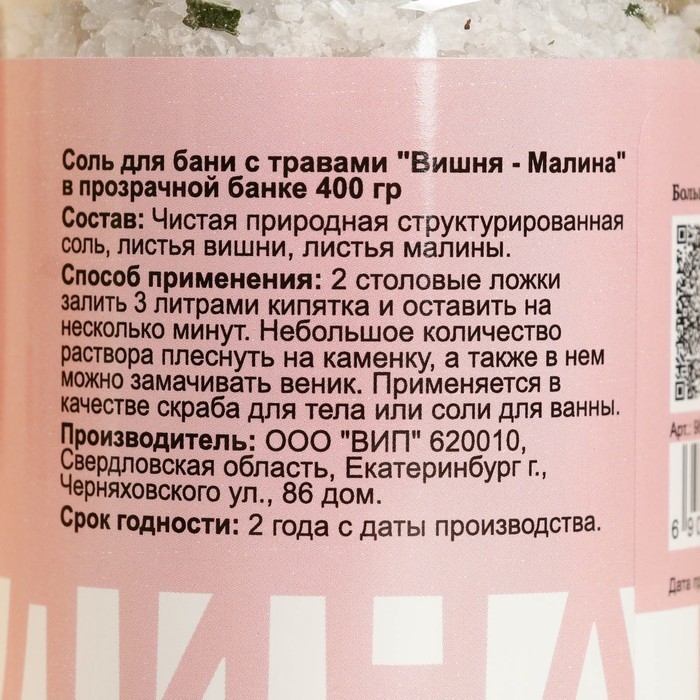 Соль для бани с травами "Вишня - Малина"
в прозрачной банке 400 гр
Состав: Чистая природная структурированная
соль, листья вишни, листья малины.
Способ применения: 2 столовые ложки
залить 3 литрами кипятка и оставить на
несколько минут. Небольшое количество
раствора плеснуть на каменку, а также в нем
можно замачивать веник. Применяется в
качестве скраба для тела или соли для ванны.
Производитель: ООО "ВИП" 620010,
Свердловская область, Екатеринбург г.,
Черняховского ул., 86 дом.
Срок годности: 2 года с даты производства.
Арт.:
Дата